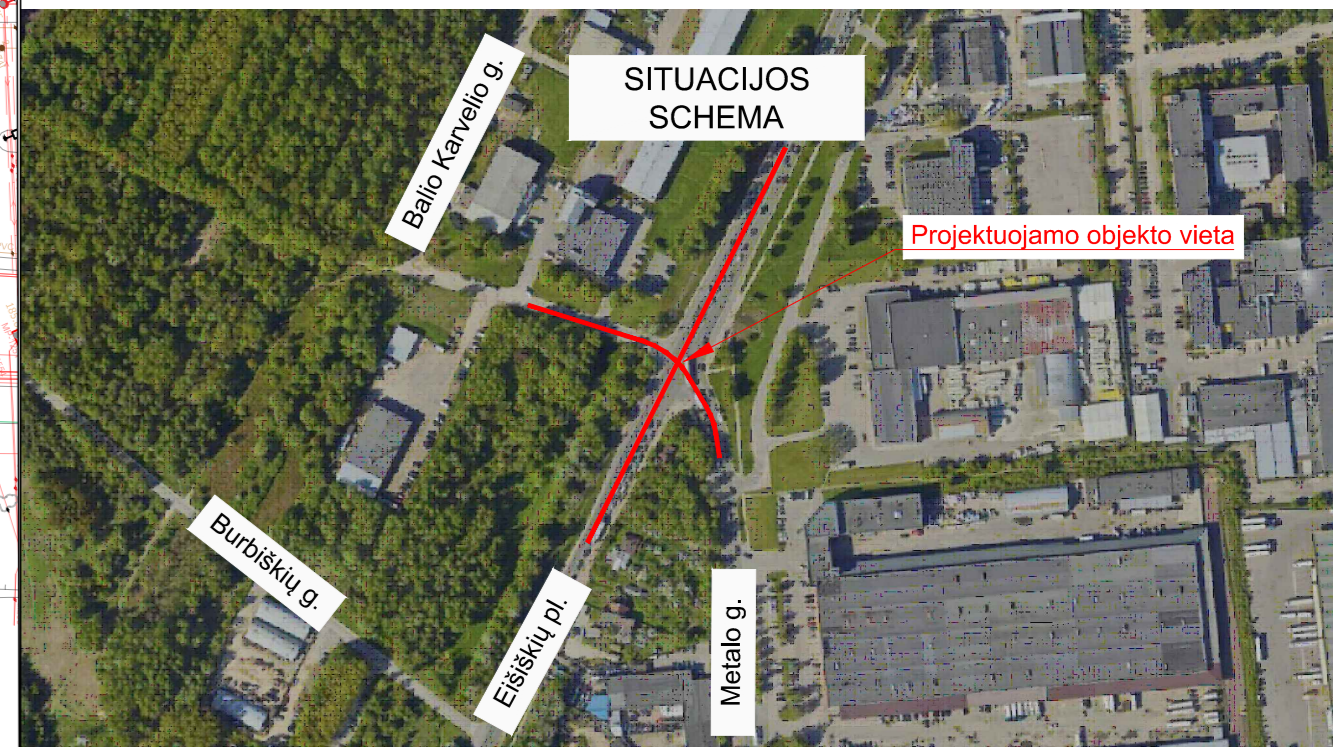 SITUACIJOS
SCHEMA
Balio Karvelio g.
Projektuojamo objekto vieta
Burbiškių g.
Eišiškių pl.
Metalo g.